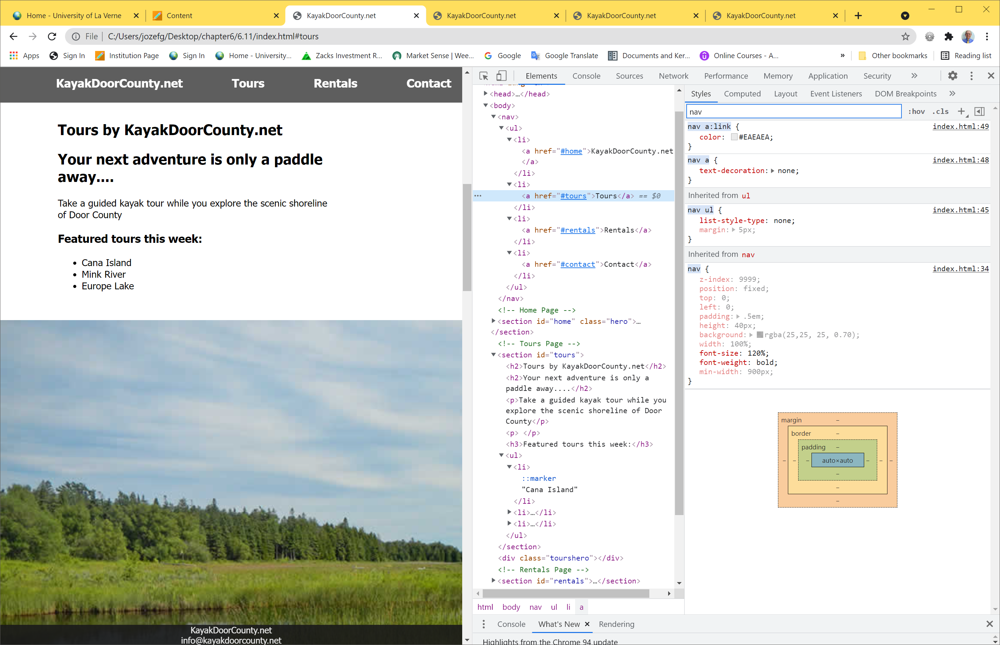 Home - University of La Verne
Content
KayakDoorCounty.net
KayakDoorCounty.net
KayakDoorCounty.net
KayakDoorCounty.net
File
C:/Users/jozefg/Desktop/chapter6/6.11/index.html#tours
Apps
Sign In
Institution Page
Sign In
Home - University...
Zacks Investment R...
Market Sense | Wee...
Google
Google Translate
Documents and Ker...
Online Courses - A...
»
Other bookmarks
Reading list
KayakDoorCounty.net Tours Rentals Contact
Tours by KayakDoorCounty.net
Your next adventure is only a paddle
away....
Take a guided kayak tour while you explore the scenic shoreline
of Door County
Featured tours this week:
• Cana Island
• Mink River
• Europe Lake
KayakDoorCounty.net
info@kayakdoorcounty.net
Elements Console Sources Network Performance Memory Application Security »
<head>…</head>
<body>
<nav>
<ul>
<li>
<a href="#home">KayakDoorCounty.net
</a>
</li>
<li>
<a href="#tours">Tours</a> == $0
</li>
<li>
<a href="#rentals">Rentals</a>
</li>
<li>
<a href="#contact">Contact</a>
</li>
</ul>
</nav>
<!-- Home Page -->
<section id="home" class="hero">…
</section>
<!-- Tours Page -->
<section id="tours">
<h2>Tours by KayakDoorCounty.net</h2>
<h2>Your next adventure is only a
paddle away....</h2>
<p>Take a guided kayak tour while you
explore the scenic shoreline of Door
County</p>
<p> </p>
<h3>Featured tours this week:</h3>
<ul>
<li>
::marker
"Cana Island"
</li>
<li>…</li>
<li>…</li>
</ul>
</section>
<div class="tourshero"></div>
<!-- Rentals Page -->
<section id="rentals">…</section>
html body nav ul li a
Styles Computed Layout Event Listeners DOM Breakpoints »
nav
:hov .cls +
nav a:link { index.html:49
color: #EAEAEA;
}
nav a { index.html:48
text-decoration: none;
}
Inherited from ul
nav ul { index.html:45
list-style-type: none;
margin: 5px;
}
Inherited from nav
nav { index.html:34
z-index: 9999;
position: fixed;
top: 0;
left: 0;
padding: .5em;
height: 40px;
background: rgba(25,25, 25, 0.70);
width: 100%;
font-size: 120%;
font-weight: bold;
min-width: 900px;
}
margin –
border –
padding –
– – – auto×auto – – –
–
–
–
Console What's New Rendering
Highlights from the Chrome 94 update